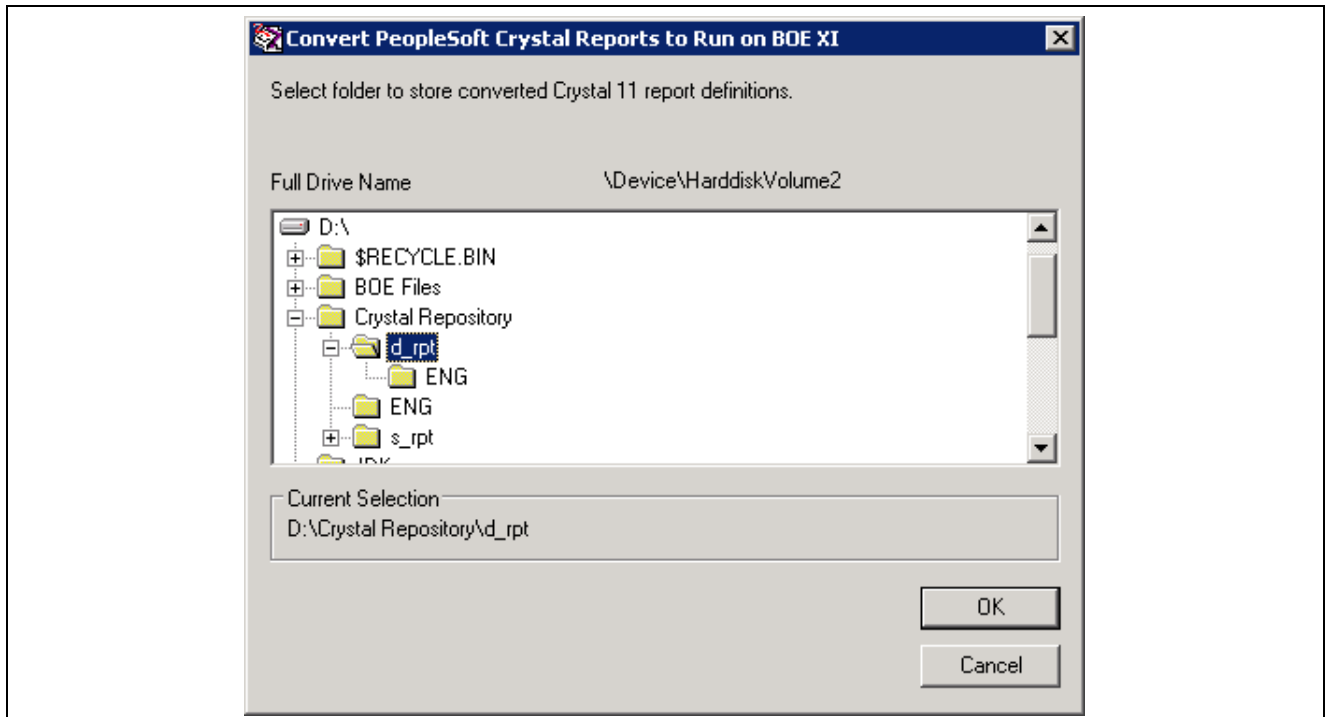 Convert PeopleSoft Crystal Reports to Run on BOE XI
Select folder to store converted Crystal 11 report definitions.
Full Drive Name \Device\HarddiskVolume2
D:\
$RECYCLE.BIN
BOE Files
Crystal Repository
d_rpt
ENG
ENG
s_rpt
Current Selection
D:\Crystal Repository\d_rpt
OK
Cancel